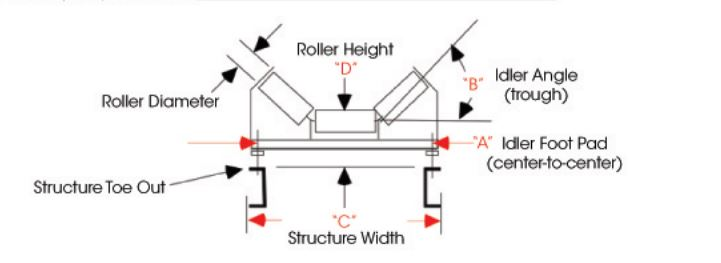 Roller Height
"D"
Roller Diameter
"B"
Idler Angle
(trough)
"A" Idler Foot Pad
(center-to-center)
Structure Toe Out
"C"
Structure Width